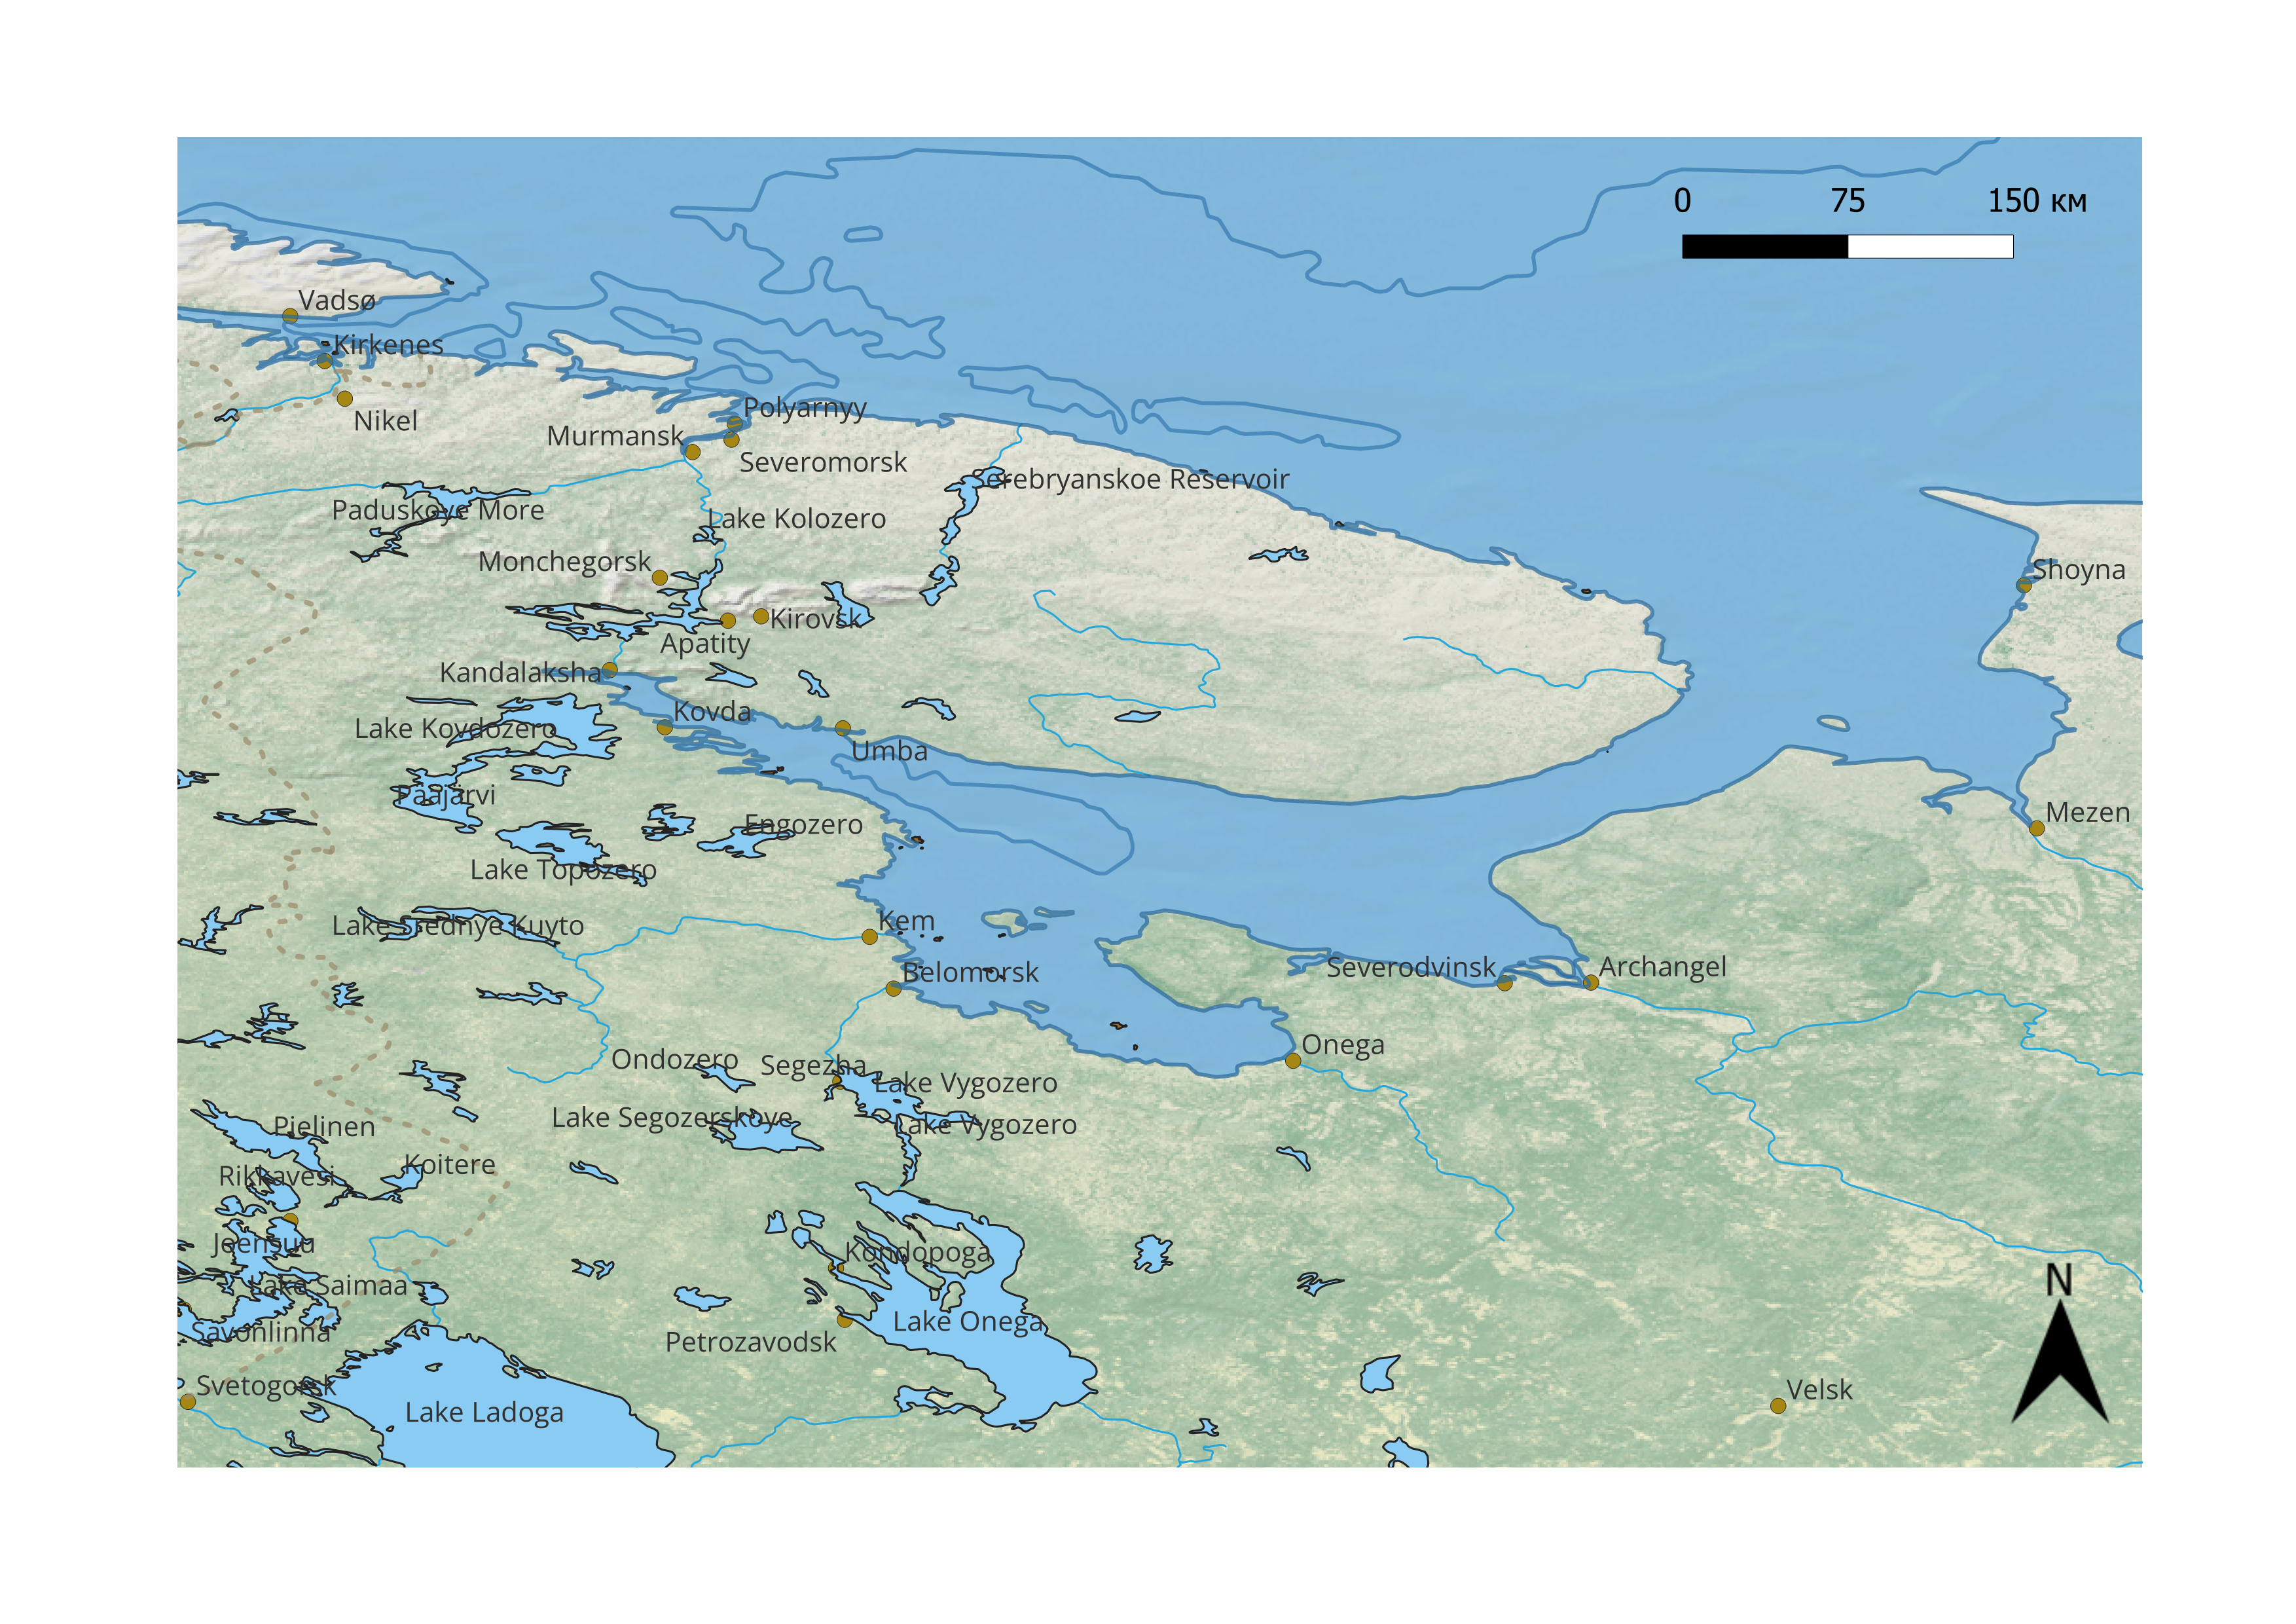 0 75 150 км
Vadsø
Kirkenes
Nikel
Polyarnyy
Murmansk
Severomorsk
Serebryanskoe Reservoir
Paduskoye More
Lake Kolozero
Monchegorsk
Shoyna
Kirovsk
Apatity
Kandalaksha
Kovda
Lake Kovdozero
Umba
Pääjärvi
Mezen
Engozero
Lake Topozero
Kem
Lake Srednye Kuyto
Severodvinsk
Archangel
Belomorsk
Onega
Ondozero
Segezha
Lake Vygozero
Lake Segozerskoye
Lake Vygozero
Pielinen
Koitere
Rikkavesi
Joensuu
Kondopoga
N
Lake Saimaa
Lake Onega
Savonlinna
Petrozavodsk
Svetogorsk
Velsk
Lake Ladoga